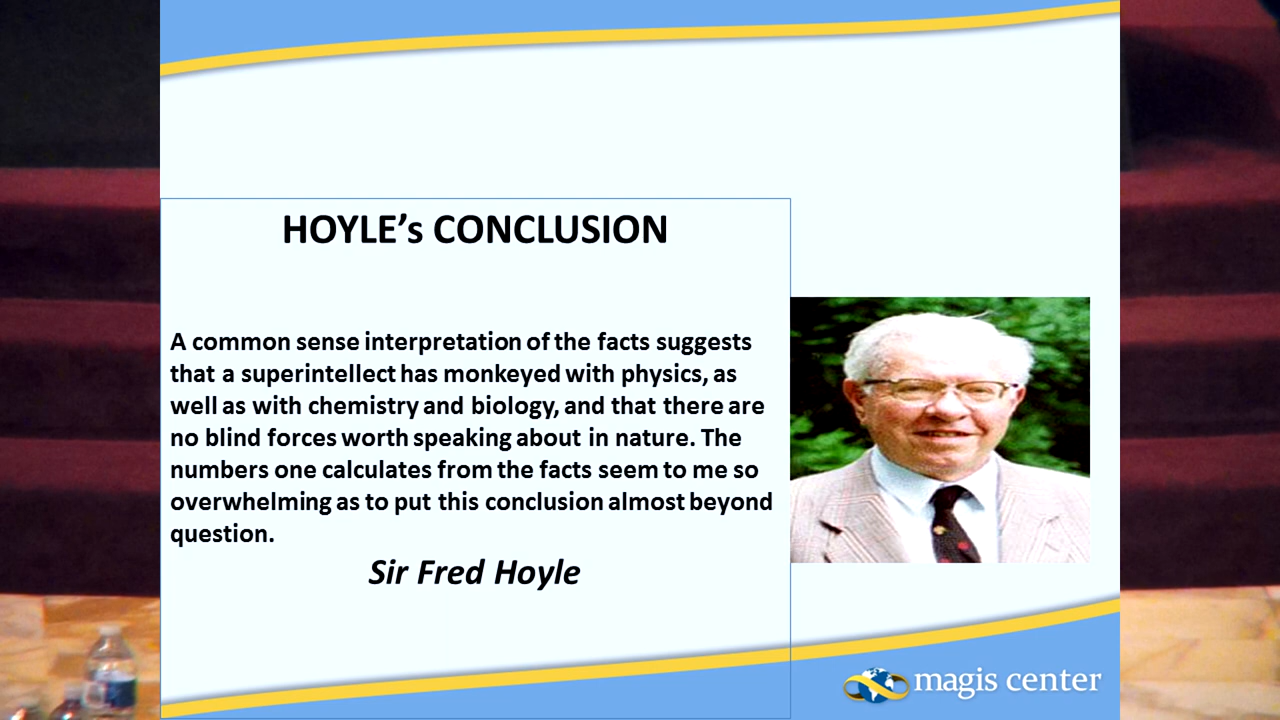 HOYLE’s CONCLUSION
A common sense interpretation of the facts suggests
that a superintellect has monkeyed with physics, as
well as with chemistry and biology, and that there are
no blind forces worth speaking about in nature. The
numbers one calculates from the facts seem to me so
overwhelming as to put this conclusion almost beyond
question.
Sir Fred Hoyle
magis center